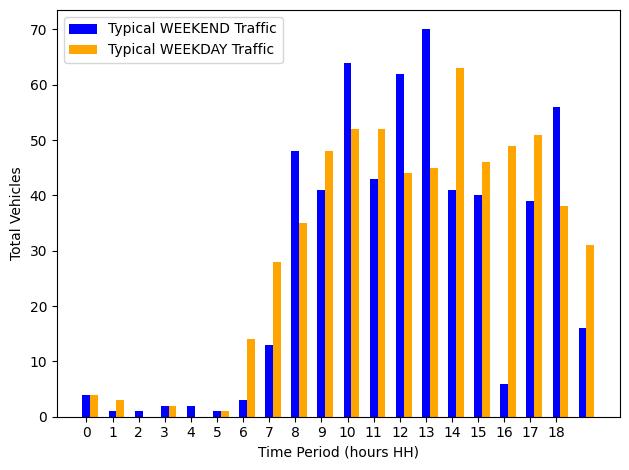 Typical WEEKEND Traffic
Typical WEEKDAY Traffic
70
60
50
40
30
20
10
0
Total Vehicles
0 1 2 3 4 5 6 7 8 9 10 11 12 13 14 15 16 17 18
Time Period (hours HH)